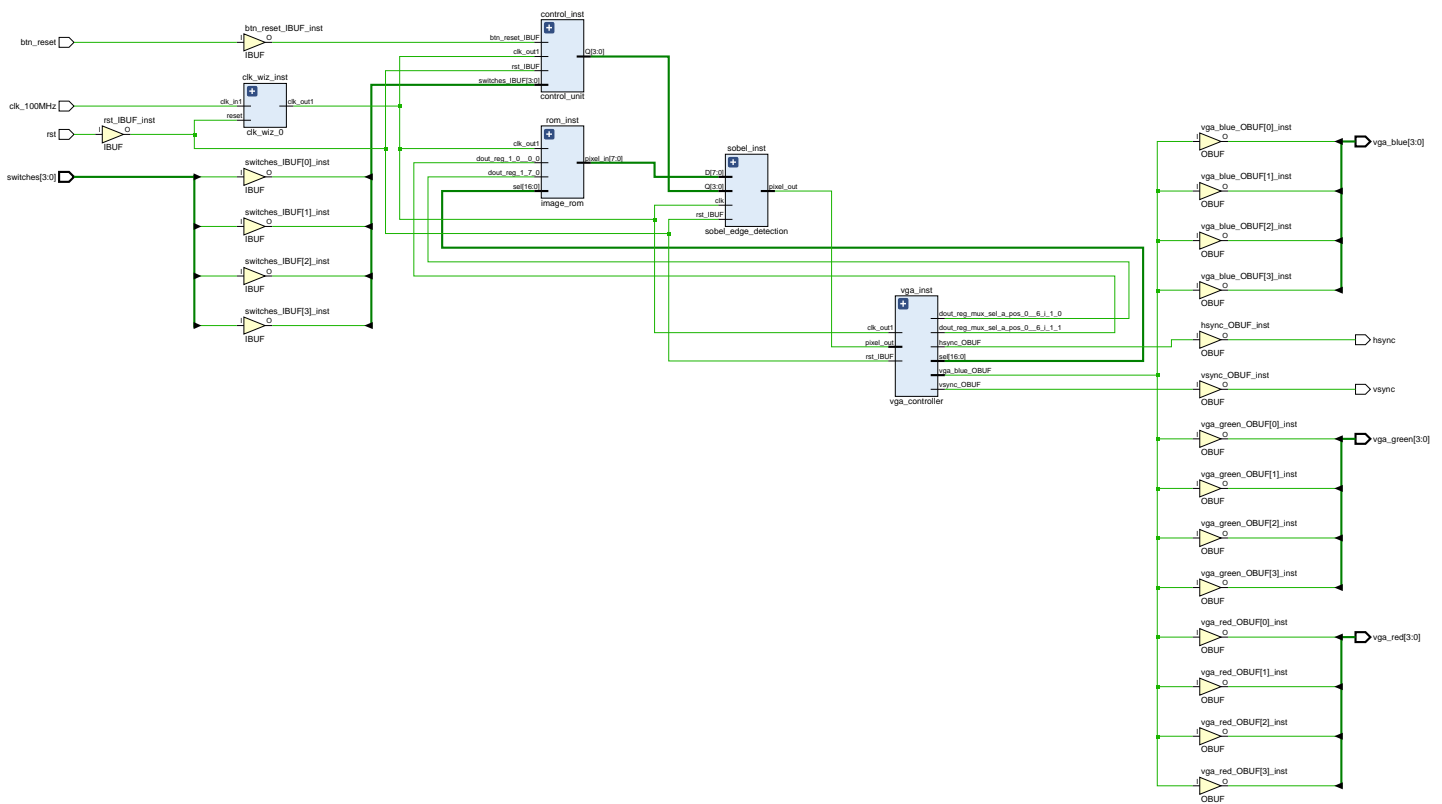 control_inst
btn_reset
I
O
btn_reset_IBUF_inst
IBUF
btn_reset_IBUF
clk_out1
rst_IBUF
switches_IBUF[3:0]
Q[3:0]
control_unit
clk_wiz_inst
clk_100MHz
clk_in1
reset
clk_out1
clk_wiz_0
rst
rst_IBUF_inst
I
O
IBUF
rom_inst
clk_out1
dout_reg_1_0__0_0
dout_reg_1_7_0
sel[16:0]
pixel_in[7:0]
image_rom
switches[3:0]
switches_IBUF[0]_inst
I
O
IBUF
switches_IBUF[1]_inst
I
O
IBUF
switches_IBUF[2]_inst
I
O
IBUF
switches_IBUF[3]_inst
I
O
IBUF
sobel_inst
D[7:0]
Q[3:0]
clk
rst_IBUF
pixel_out
sobel_edge_detection
vga_inst
clk_out1
pixel_out
rst_IBUF
dout_reg_mux_sel_a_pos_0__6_i_1_0
dout_reg_mux_sel_a_pos_0__6_i_1_1
hsync_OBUF
sel[16:0]
vga_blue_OBUF
vsync_OBUF
vga_controller
vga_blue_OBUF[0]_inst
I
O
OBUF
vga_blue[3:0]
vga_blue_OBUF[1]_inst
I
O
OBUF
vga_blue_OBUF[2]_inst
I
O
OBUF
vga_blue_OBUF[3]_inst
I
O
OBUF
hsync_OBUF_inst
I
O
OBUF
hsync
vsync_OBUF_inst
I
O
OBUF
vsync
vga_green_OBUF[0]_inst
I
O
OBUF
vga_green[3:0]
vga_green_OBUF[1]_inst
I
O
OBUF
vga_green_OBUF[2]_inst
I
O
OBUF
vga_green_OBUF[3]_inst
I
O
OBUF
vga_red_OBUF[0]_inst
I
O
OBUF
vga_red[3:0]
vga_red_OBUF[1]_inst
I
O
OBUF
vga_red_OBUF[2]_inst
I
O
OBUF
vga_red_OBUF[3]_inst
I
O
OBUF